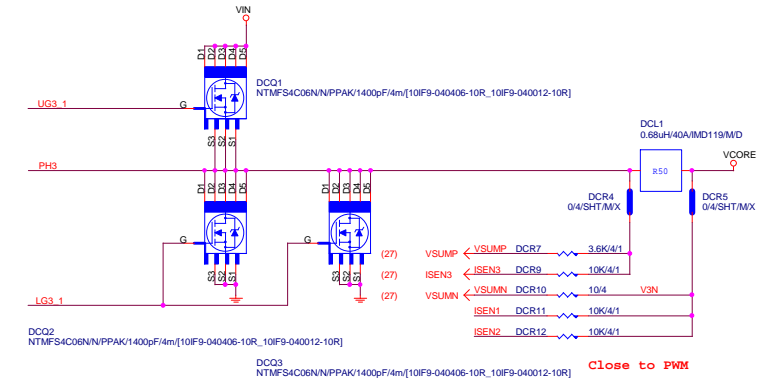 VIN
D1 D2 D3 D4 D5
DCQ1
NTMFS4C06N/N/PPAK/1400pF/4m/[10IF9-040406-10R_10IF9-040012-10R]
UG3_1
G
S3 S2 S1
DCL1
0.68uH/40A/IMD119/M/D
VCORE
PH3
R50
D1 D2 D3 D4 D5
D1 D2 D3 D4 D5
DCR4
0/4/SHT/M/X
DCR5
0/4/SHT/M/X
G
G
(27) VSUMP VSUMP DCR7 3.6K/4/1
(27) ISEN3 ISEN3 DCR9 10K/4/1
S3 S2 S1
S3 S2 S1
(27) VSUMN VSUMN DCR10 10/4 V3N
LG3_1
ISEN1 DCR11 10K/4/1
ISEN2 DCR12 10K/4/1
DCQ2
NTMFS4C06N/N/PPAK/1400pF/4m/[10IF9-040406-10R_10IF9-040012-10R]
DCQ3
NTMFS4C06N/N/PPAK/1400pF/4m/[10IF9-040406-10R_10IF9-040012-10R]
Close to PWM